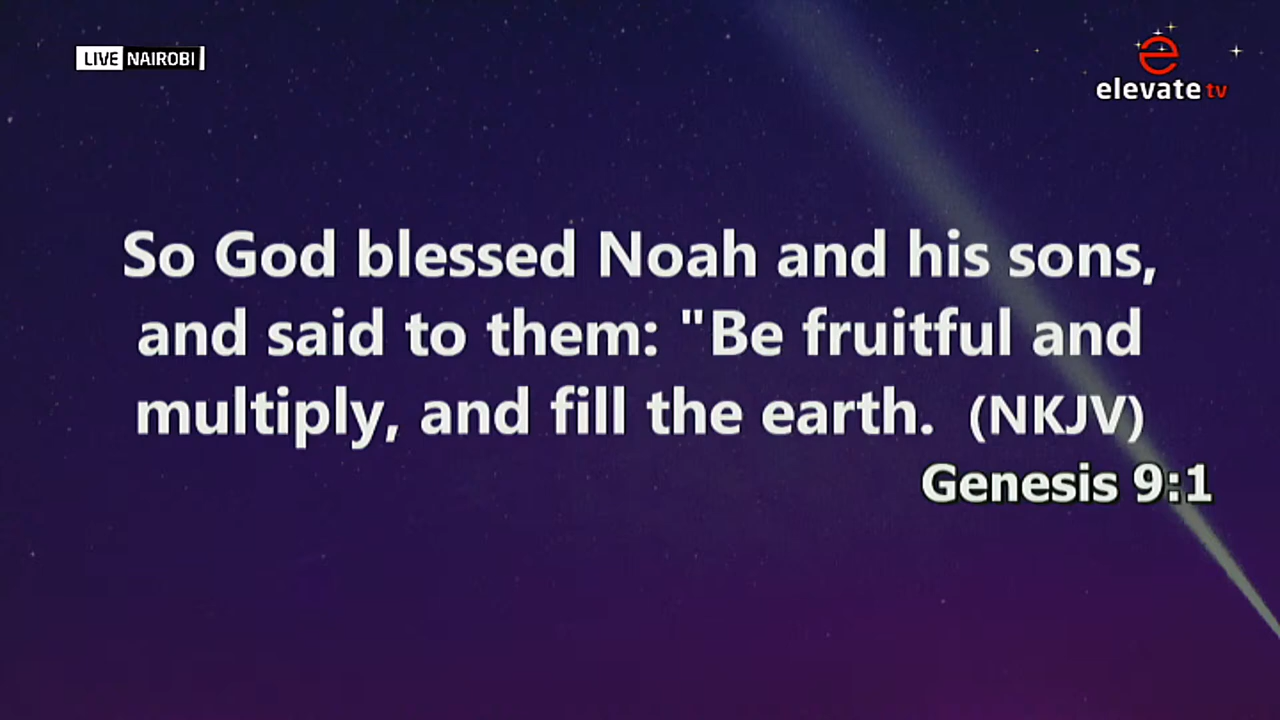 LIVE NAIROBI
elevate tv
So God blessed Noah and his sons,
and said to them: "Be fruitful and
multiply, and fill the earth. (NKJV)
Genesis 9:1